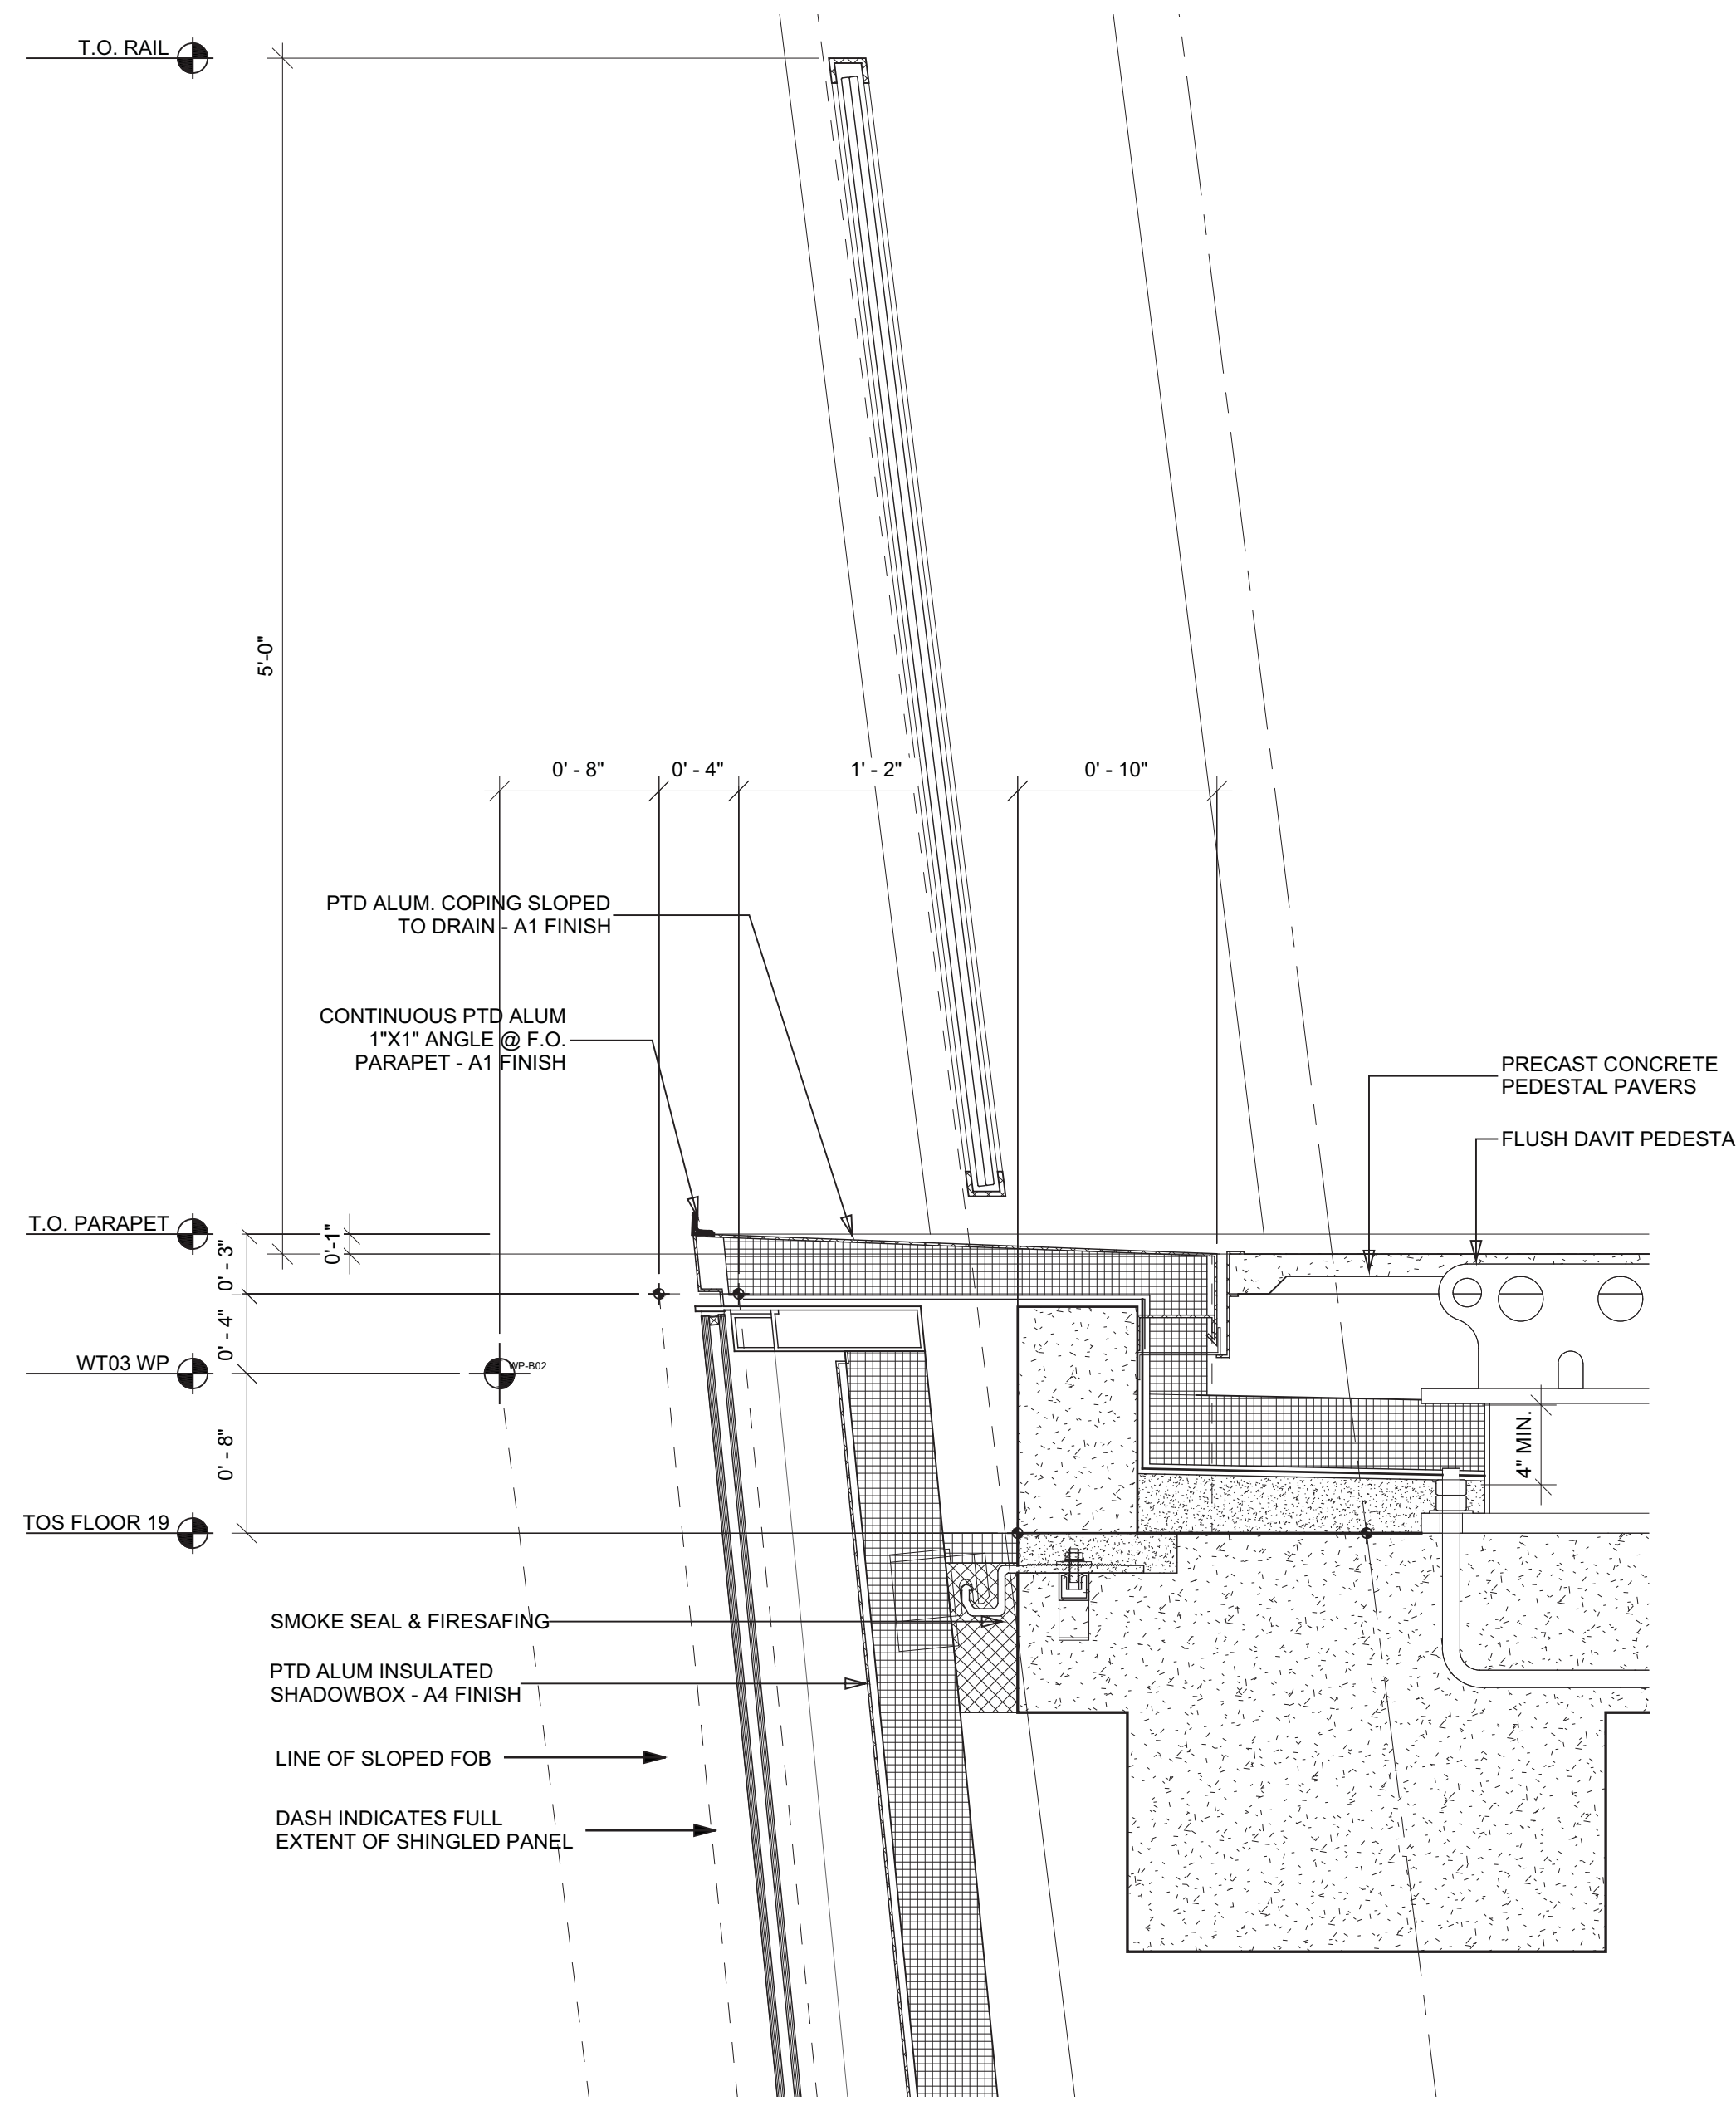 T.O. RAIL
5'-0"
0' - 8"
0' - 4"
1' - 2"
0' - 10"
PTD ALUM. COPING SLOPED
TO DRAIN - A1 FINISH
CONTINUOUS PTD ALUM
1"X1" ANGLE @ F.O.
PARAPET - A1 FINISH
PRECAST CONCRETE
PEDESTAL PAVERS
FLUSH DAVIT PEDESTA
T.O. PARAPET
0' - 3"
0'-1"
0' - 4"
WT03 WP
WP-B02
0' - 8"
4" MIN.
TOS FLOOR 19
SMOKE SEAL & FIRESAFING
PTD ALUM INSULATED
SHADOWBOX - A4 FINISH
LINE OF SLOPED FOB
DASH INDICATES FULL
EXTENT OF SHINGLED PANEL